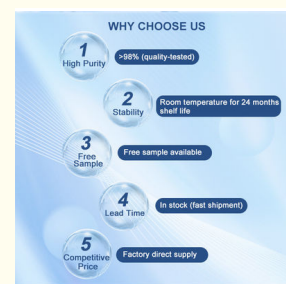 WHY CHOOSE US
1
High Purity
>98% (quality-tested)
2
Stability
Room temperature for 24 months
shelf life
3
Free
Sample
Free sample available
4
Lead Time
In stock (fast shipment)
5
Competitive
Price
Factory direct supply